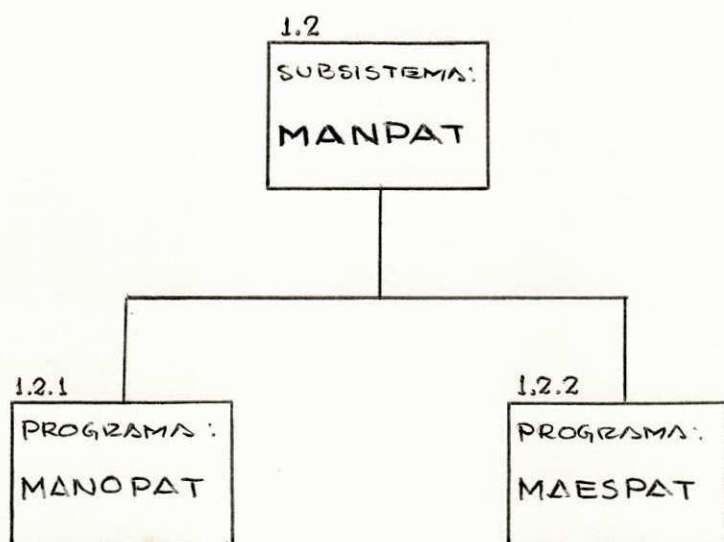 1.2
SUBSISTEMA:
MANPAT
1.2.1
PROGRAMA:
MANOPAT
1.2.2
PROGRAMA:
MAESPAT